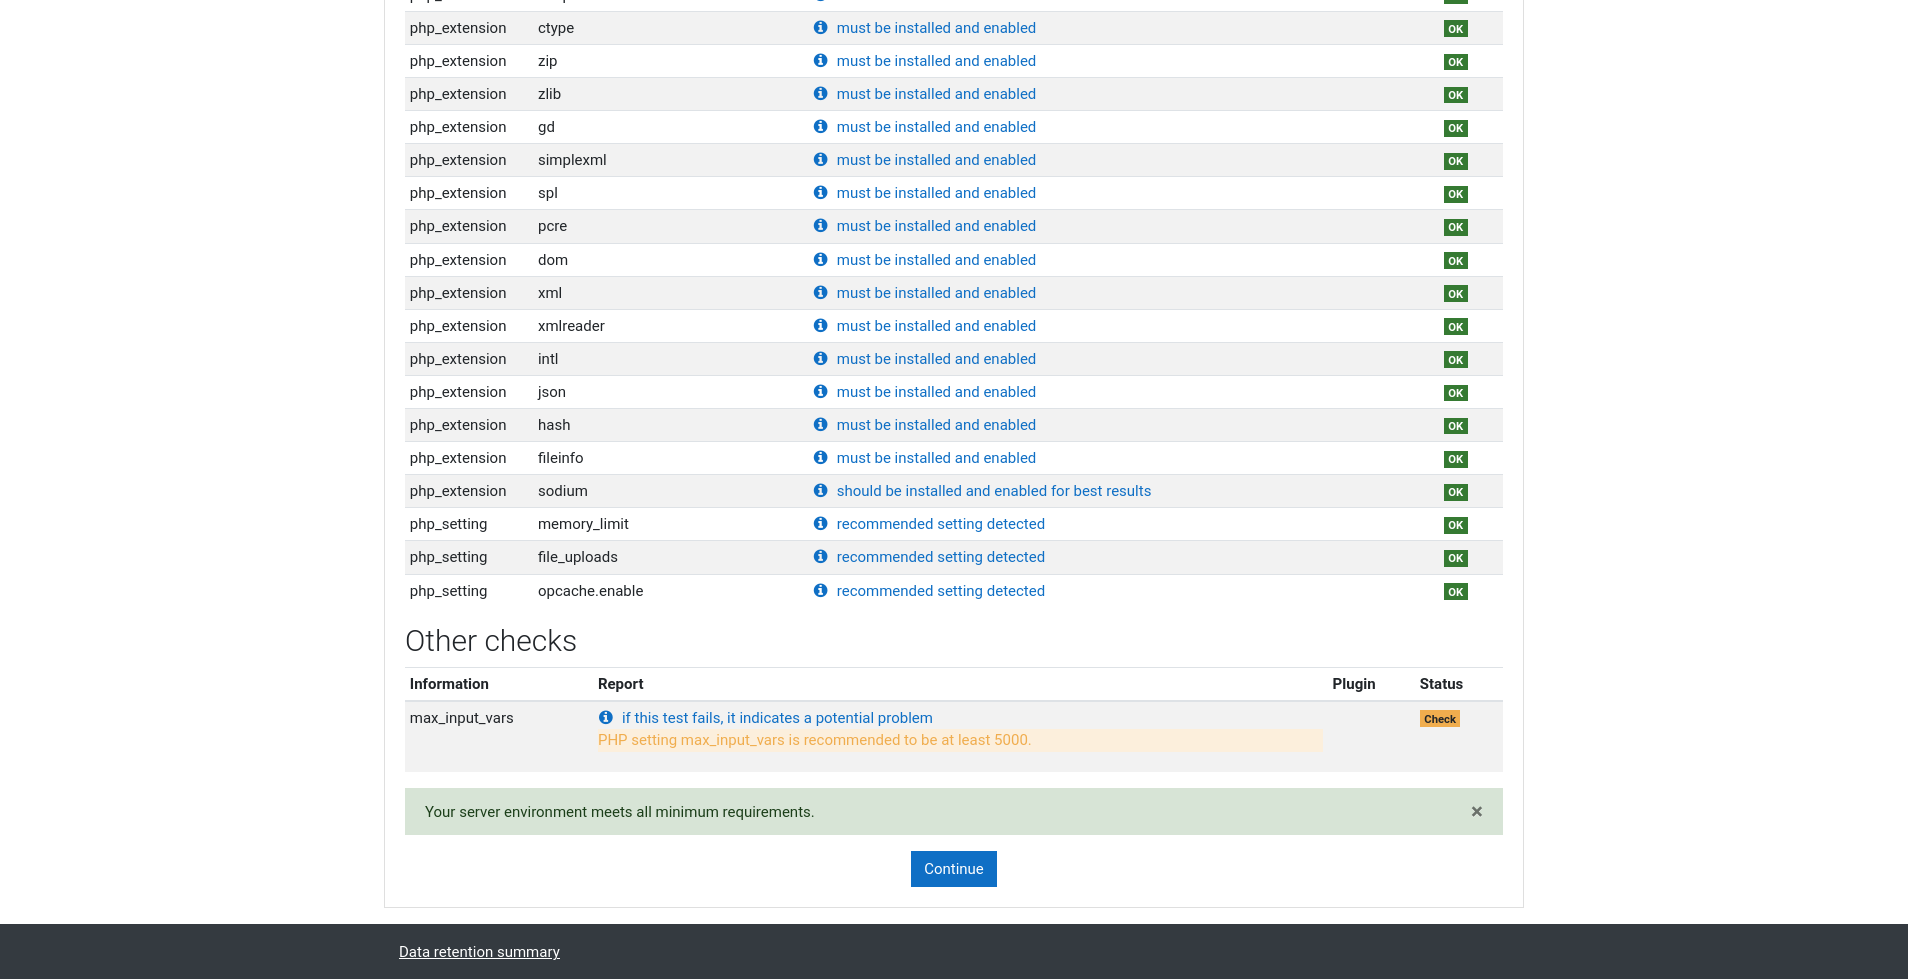 php_extension ctype must be installed and enabled OK
php_extension zip must be installed and enabled OK
php_extension zlib must be installed and enabled OK
php_extension gd must be installed and enabled OK
php_extension simplexml must be installed and enabled OK
php_extension spl must be installed and enabled OK
php_extension pcre must be installed and enabled OK
php_extension dom must be installed and enabled OK
php_extension xml must be installed and enabled OK
php_extension xmlreader must be installed and enabled OK
php_extension intl must be installed and enabled OK
php_extension json must be installed and enabled OK
php_extension hash must be installed and enabled OK
php_extension fileinfo must be installed and enabled OK
php_extension sodium should be installed and enabled for best results OK
php_setting memory_limit recommended setting detected OK
php_setting file_uploads recommended setting detected OK
php_setting opcache.enable recommended setting detected OK
Other checks
Information Report Plugin Status
max_input_vars if this test fails, it indicates a potential problem Check
PHP setting max_input_vars is recommended to be at least 5000.
Your server environment meets all minimum requirements. ×
Continue
Data retention summary